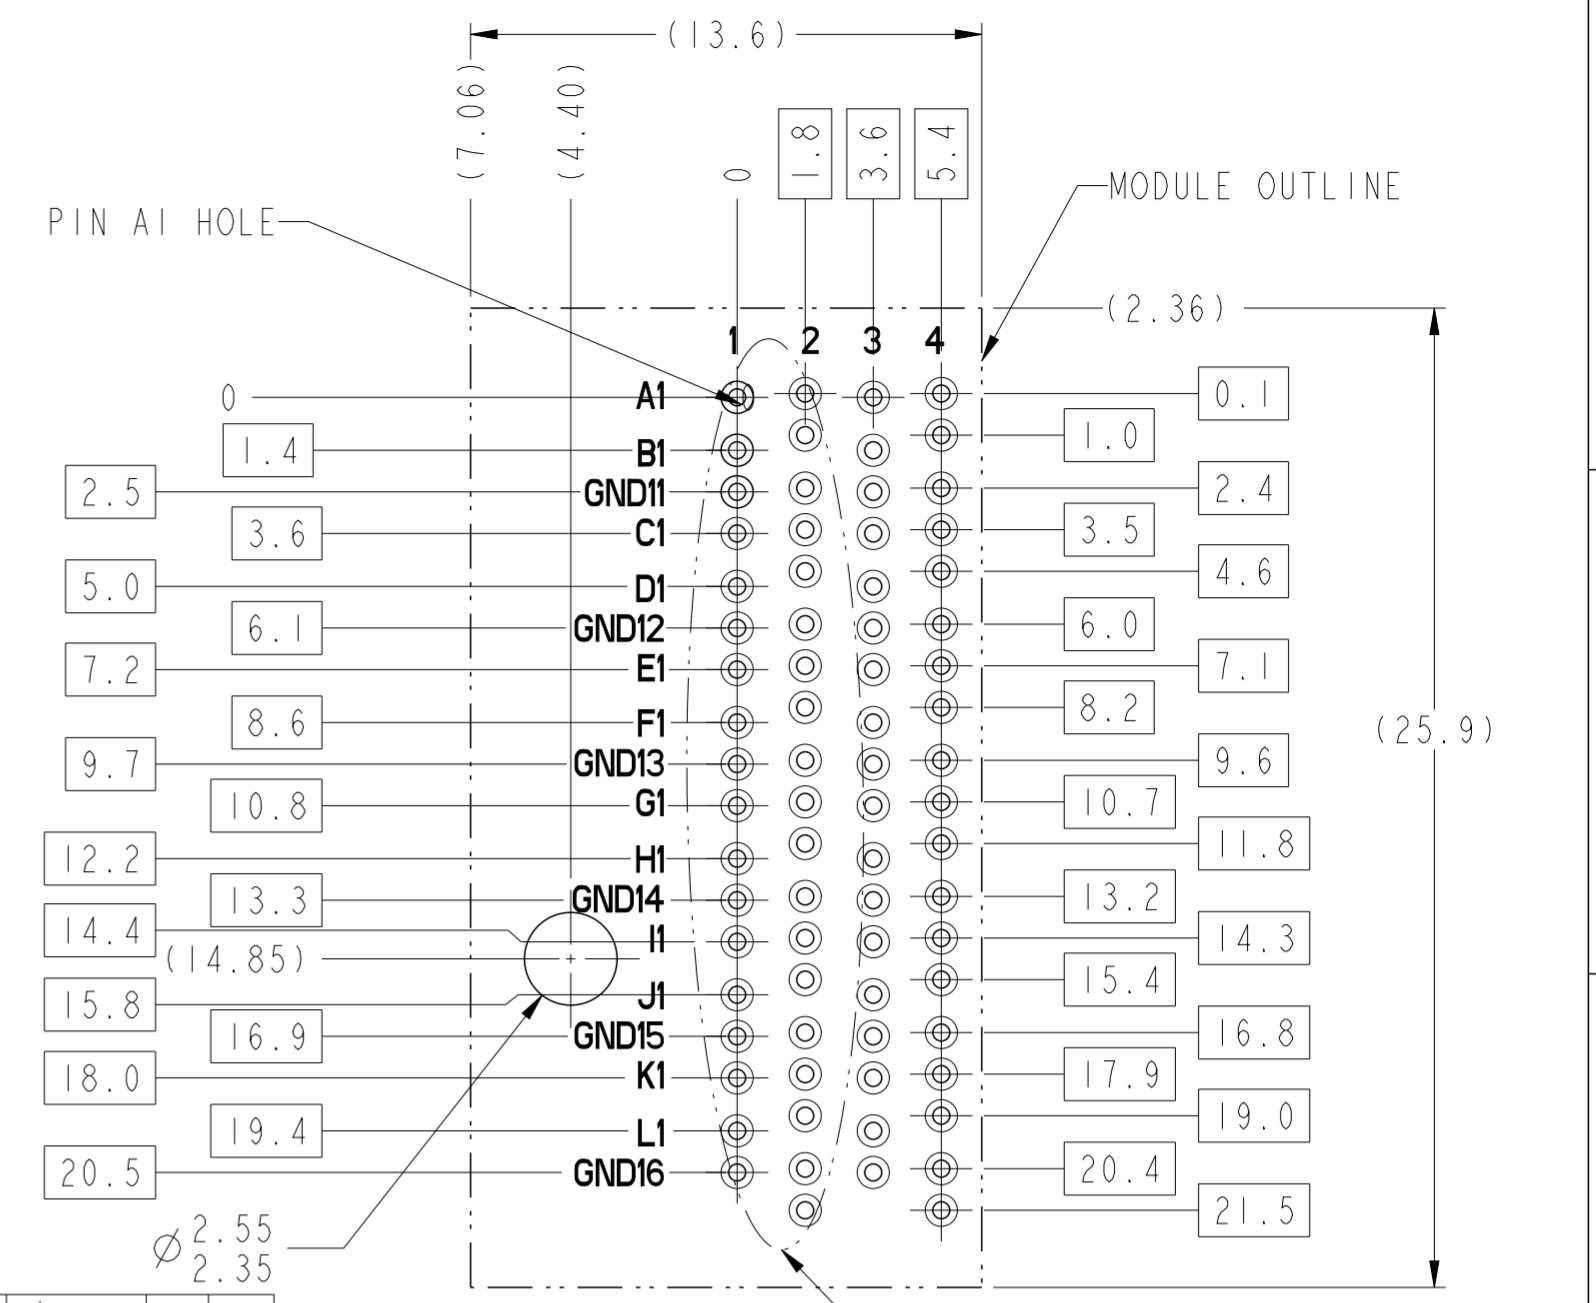 (13.6)
(7.06)
(4.40)
0
1.8
3.6
5.4
PIN A1 HOLE
MODULE OUTLINE
(2.36)
1 2 3 4
0 A1 0.1
1.4 B1 1.0
2.5 GND11 2.4
3.6 C1 3.5
4.6
5.0 D1
6.1 GND12 6.0
7.2 E1 7.1
8.6 F1 8.2
(25.9)
9.7 GND13 9.6
10.8 G1 10.7
11.8
12.2 H1
13.3 GND14 13.2
14.4 I1 14.3
(14.85)
15.4
15.8 J1
16.9 GND15 16.8
18.0 K1 17.9
19.0
19.4 L1
20.5 GND16 20.4
21.5
Ø 2.55
2.35